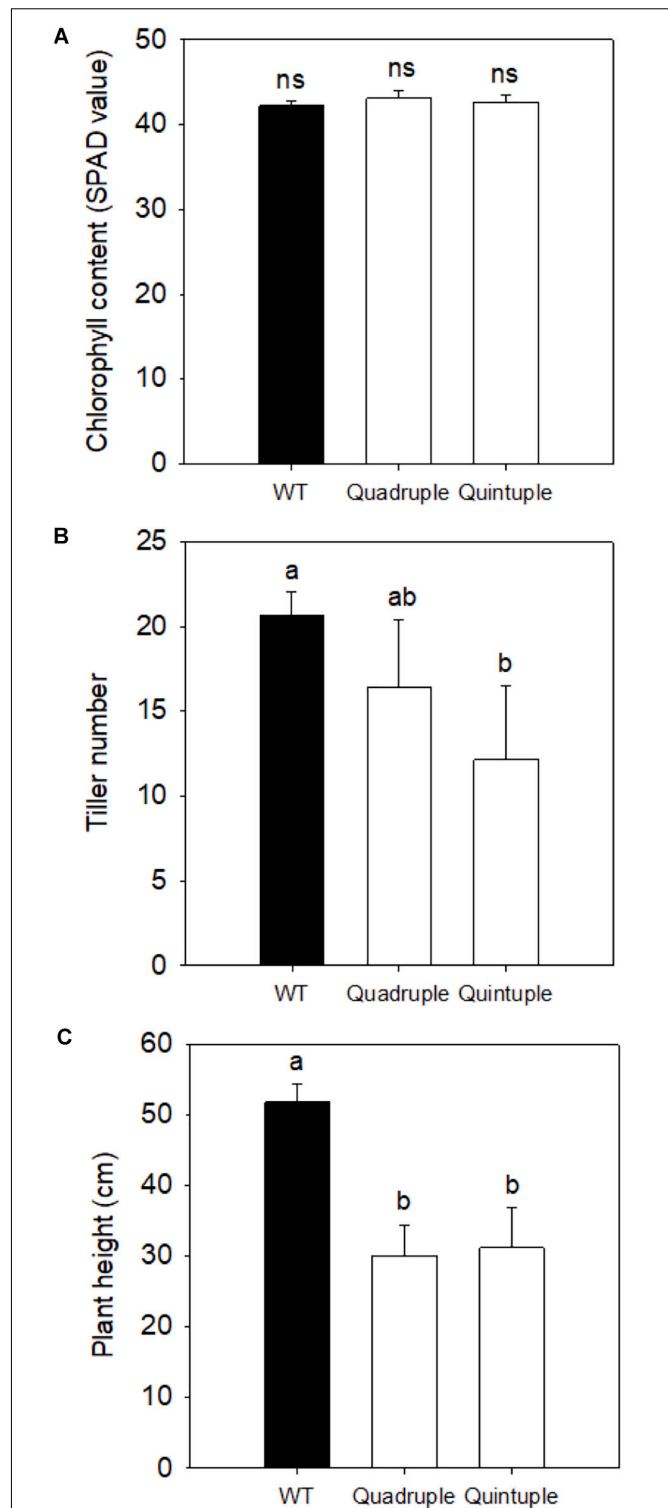 A
Chlorophyll content (SPAD value)
50
40
30
20
10
0
ns
ns
ns
WT
Quadruple
Quintuple
B
Tiller number
25
20
15
10
5
0
a
ab
b
WT
Quadruple
Quintuple
C
Plant height (cm)
60
50
40
30
20
10
0
a
b
b
WT
Quadruple
Quintuple